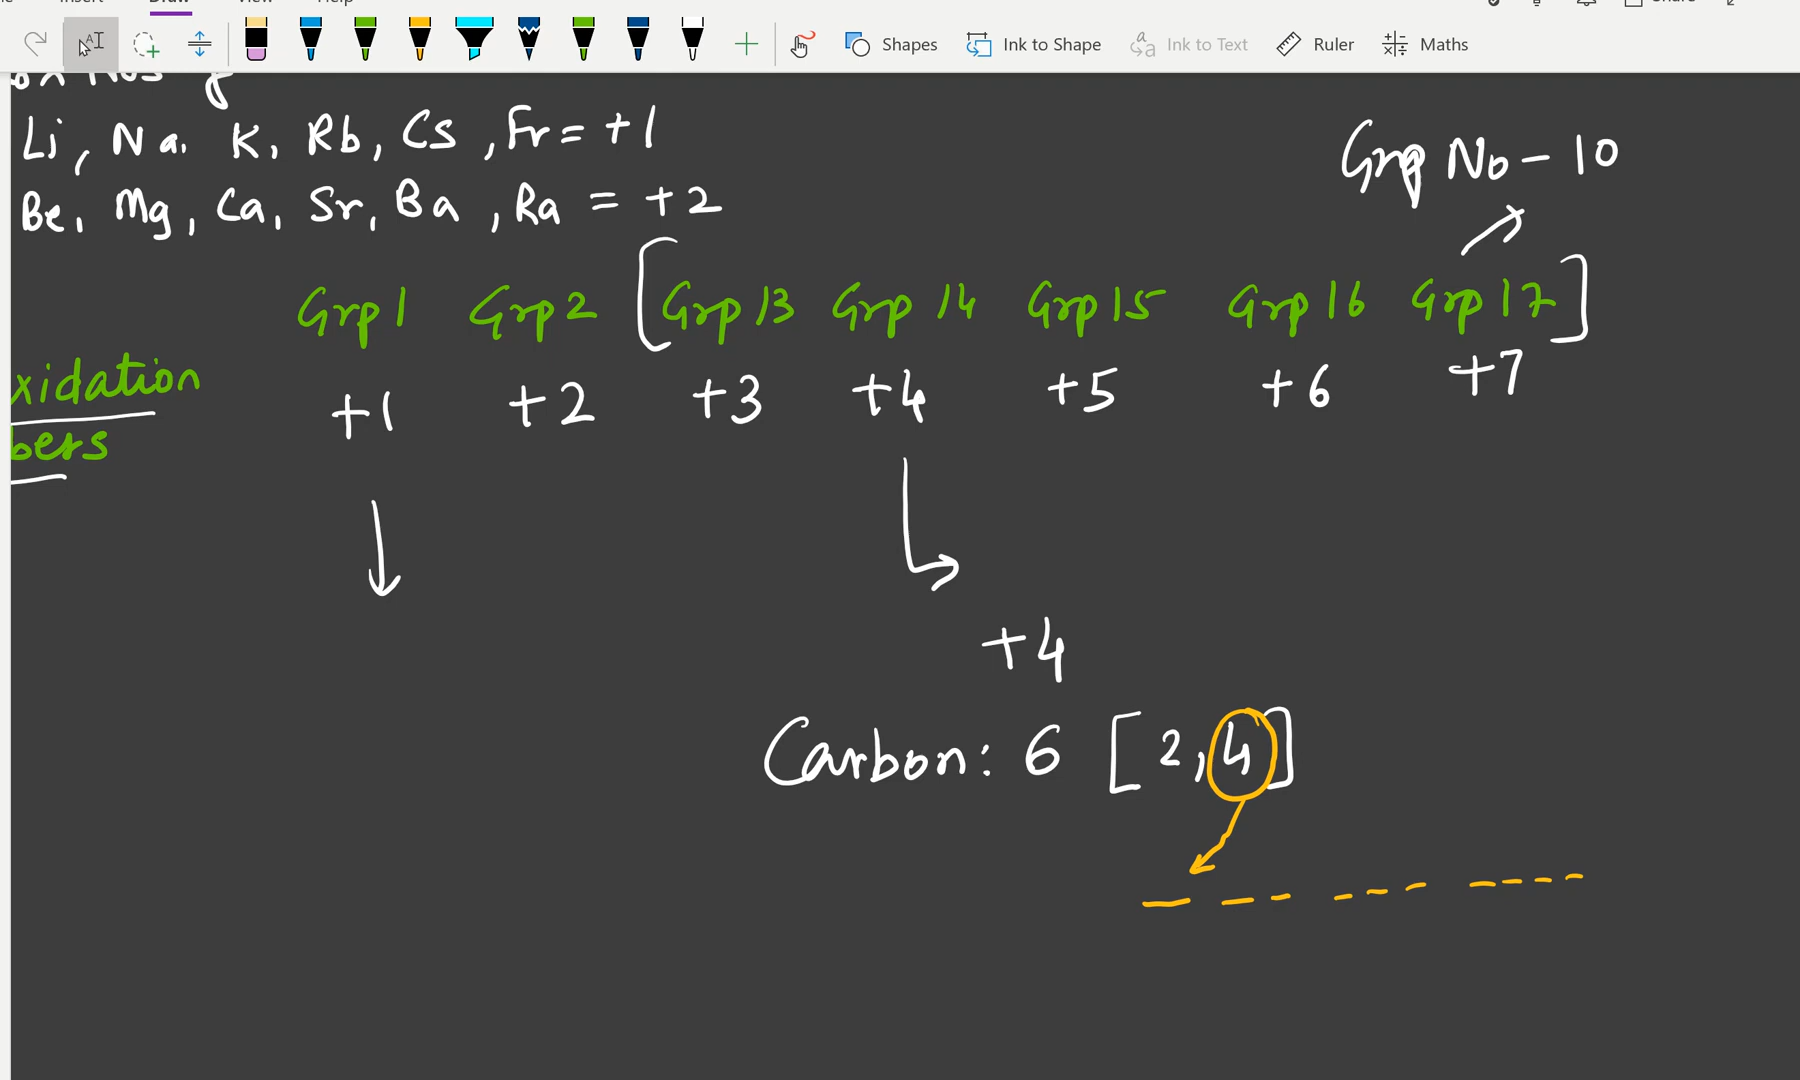 Draw
Help
Share
Shapes Ink to Shape Ink to Text Ruler Maths
Li, Na, K, Rb, Cs, Fr = +1
Be, Mg, Ca, Sr, Ba, Ra = +2
Grp No - 10
Grp 1 Grp 2 [Grp 13 Grp 14 Grp 15 Grp 16 Grp 17]
xidation
bers
+1 +2 +3 +4 +5 +6 +7
+4
Carbon: 6 [2, 4]